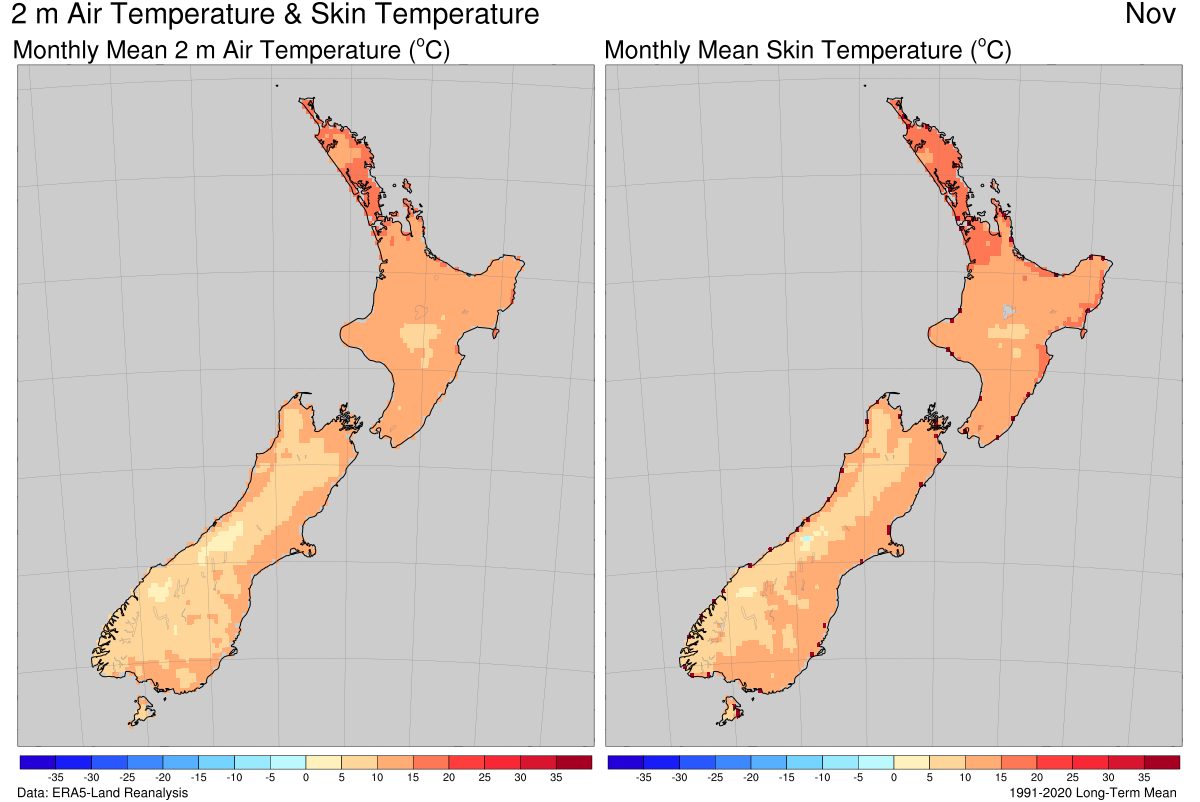 2 m Air Temperature & Skin Temperature Nov
Monthly Mean 2 m Air Temperature (°C) Monthly Mean Skin Temperature (°C)
-35 -30 -25 -20 -15 -10 -5 0 5 10 15 20 25 30 35 -35 -30 -25 -20 -15 -10 -5 0 5 10 15 20 25 30 35
Data: ERA5-Land Reanalysis 1991-2020 Long-Term Mean